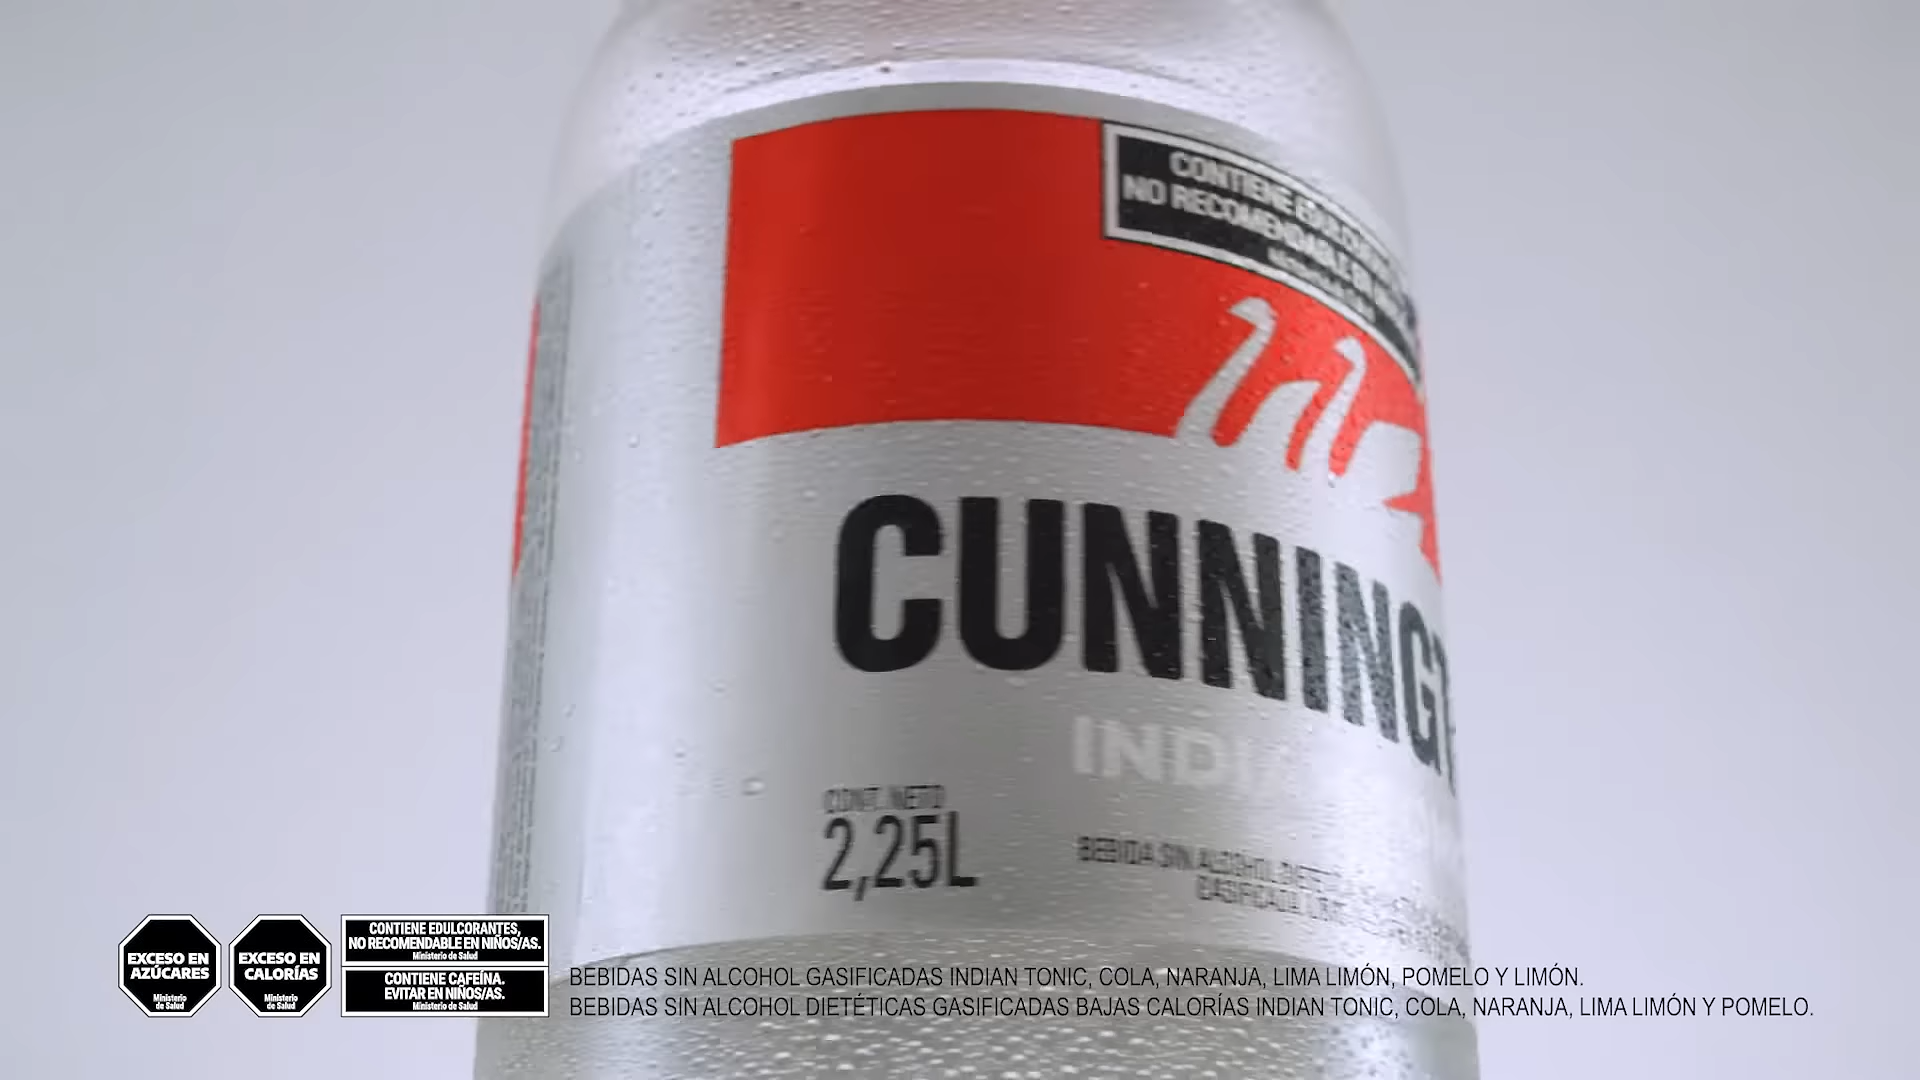 CONTIENE
NO RECOMENDABLE EN
CUNNINGT
INDI
CONT. NETO
2,25L
BEBIDA SIN ALCOHOL
GASIFICADA
EXCESO EN
AZÚCARES
Ministerio
de Salud
EXCESO EN
CALORÍAS
Ministerio
de Salud
CONTIENE EDULCORANTES,
NO RECOMENDABLE EN NIÑOS/AS.
Ministerio de Salud
CONTIENE CAFEÍNA.
EVITAR EN NIÑOS/AS.
Ministerio de Salud
BEBIDAS SIN ALCOHOL GASIFICADAS INDIAN TONIC, COLA, NARANJA, LIMA LIMÓN, POMELO Y LIMÓN.
BEBIDAS SIN ALCOHOL DIETÉTICAS GASIFICADAS BAJAS CALORÍAS INDIAN TONIC, COLA, NARANJA, LIMA LIMÓN Y POMELO.